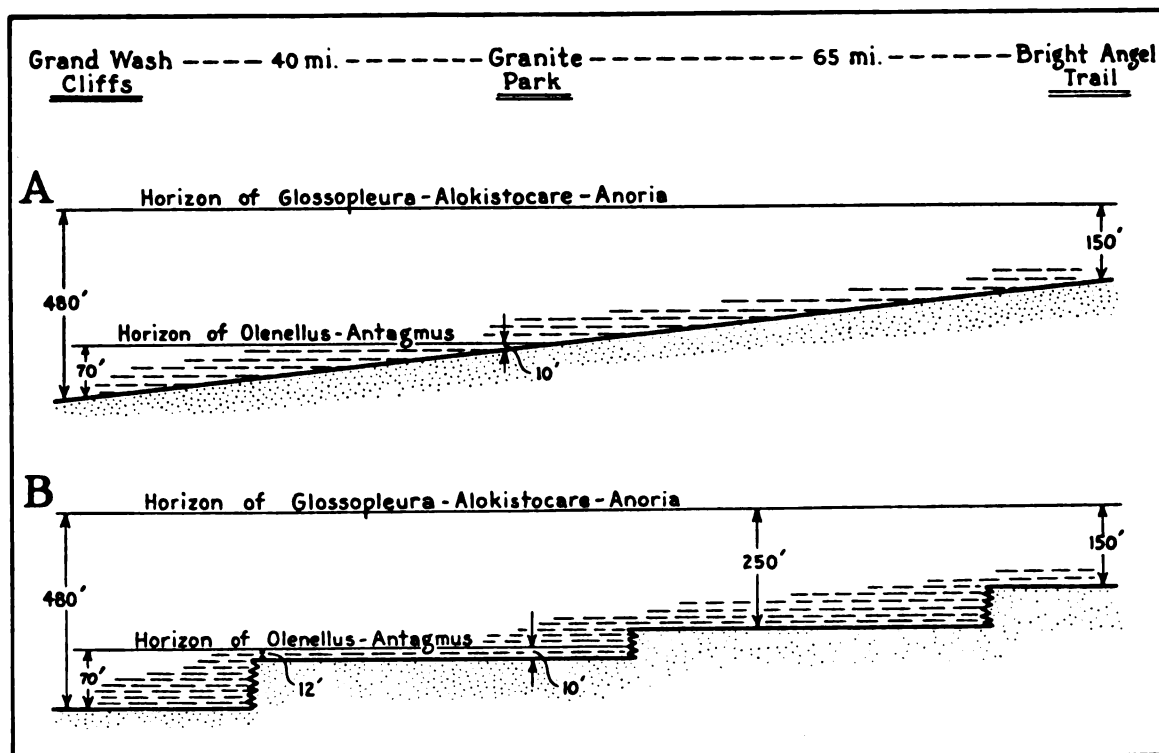 Grand Wash ---- 40 mi. ------- Granite ---------- 65 mi. ------- Bright Angel
Cliffs Park Trail
A
Horizon of Glossopleura-Alokistocare-Anoria
150'
480'
Horizon of Olenellus-Antagmus
70'
10'
B
Horizon of Glossopleura-Alokistocare-Anoria
250'
150'
480'
Horizon of Olenellus-Antagmus
70'
12'
10'